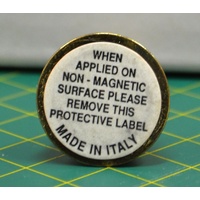 WHEN
APPLIED ON
NON - MAGNETIC
SURFACE PLEASE
REMOVE THIS
PROTECTIVE LABEL
MADE IN ITALY